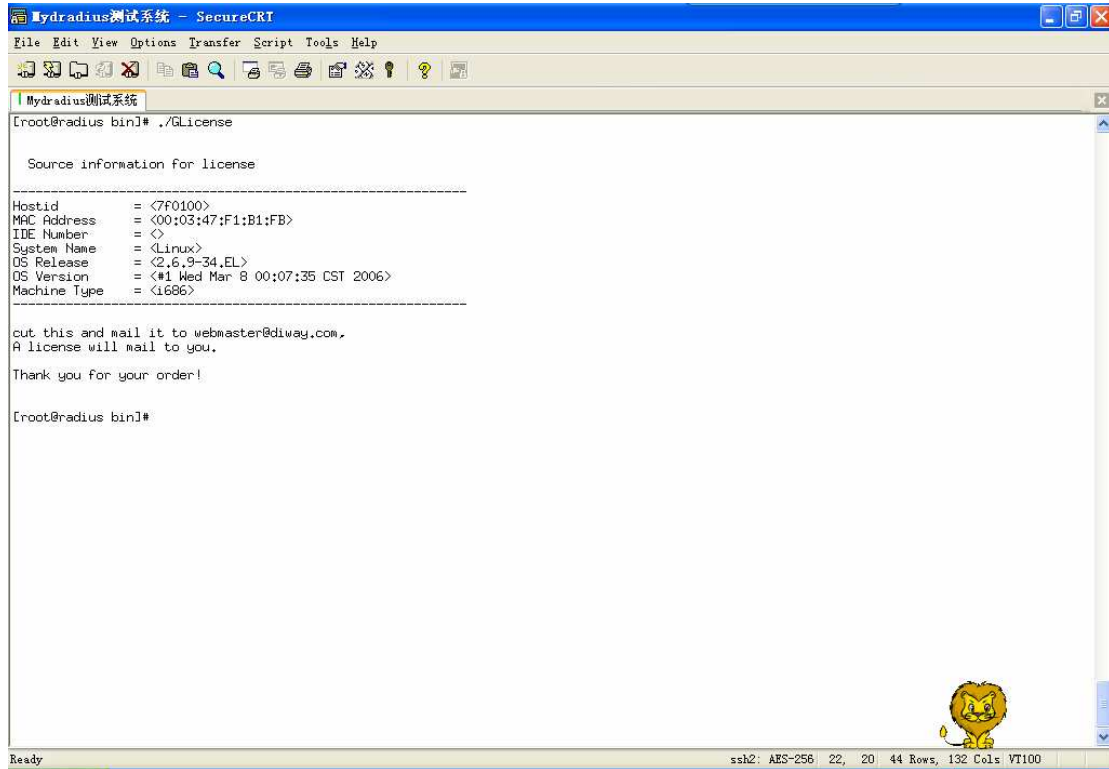 Mydradius测试系统 - SecureCRT
File Edit View Options Transfer Script Tools Help
Mydradius测试系统
[root@radius bin]# ./GLicense
Source information for license
------------------------------------------------------------
Hostid = <7f0100>
MAC Address = <00:03:47:F1:B1:FB>
IDE Number = <>
System Name = <Linux>
OS Release = <2.6.9-34.EL>
OS Version = <#1 Wed Mar 8 00:07:35 CST 2006>
Machine Type = <i686>
------------------------------------------------------------
cut this and mail it to webmaster@diway.com,
A license will mail to you.
Thank you for your order!
[root@radius bin]#
Ready ssh2: AES-256 22, 20 44 Rows, 132 Cols VT100